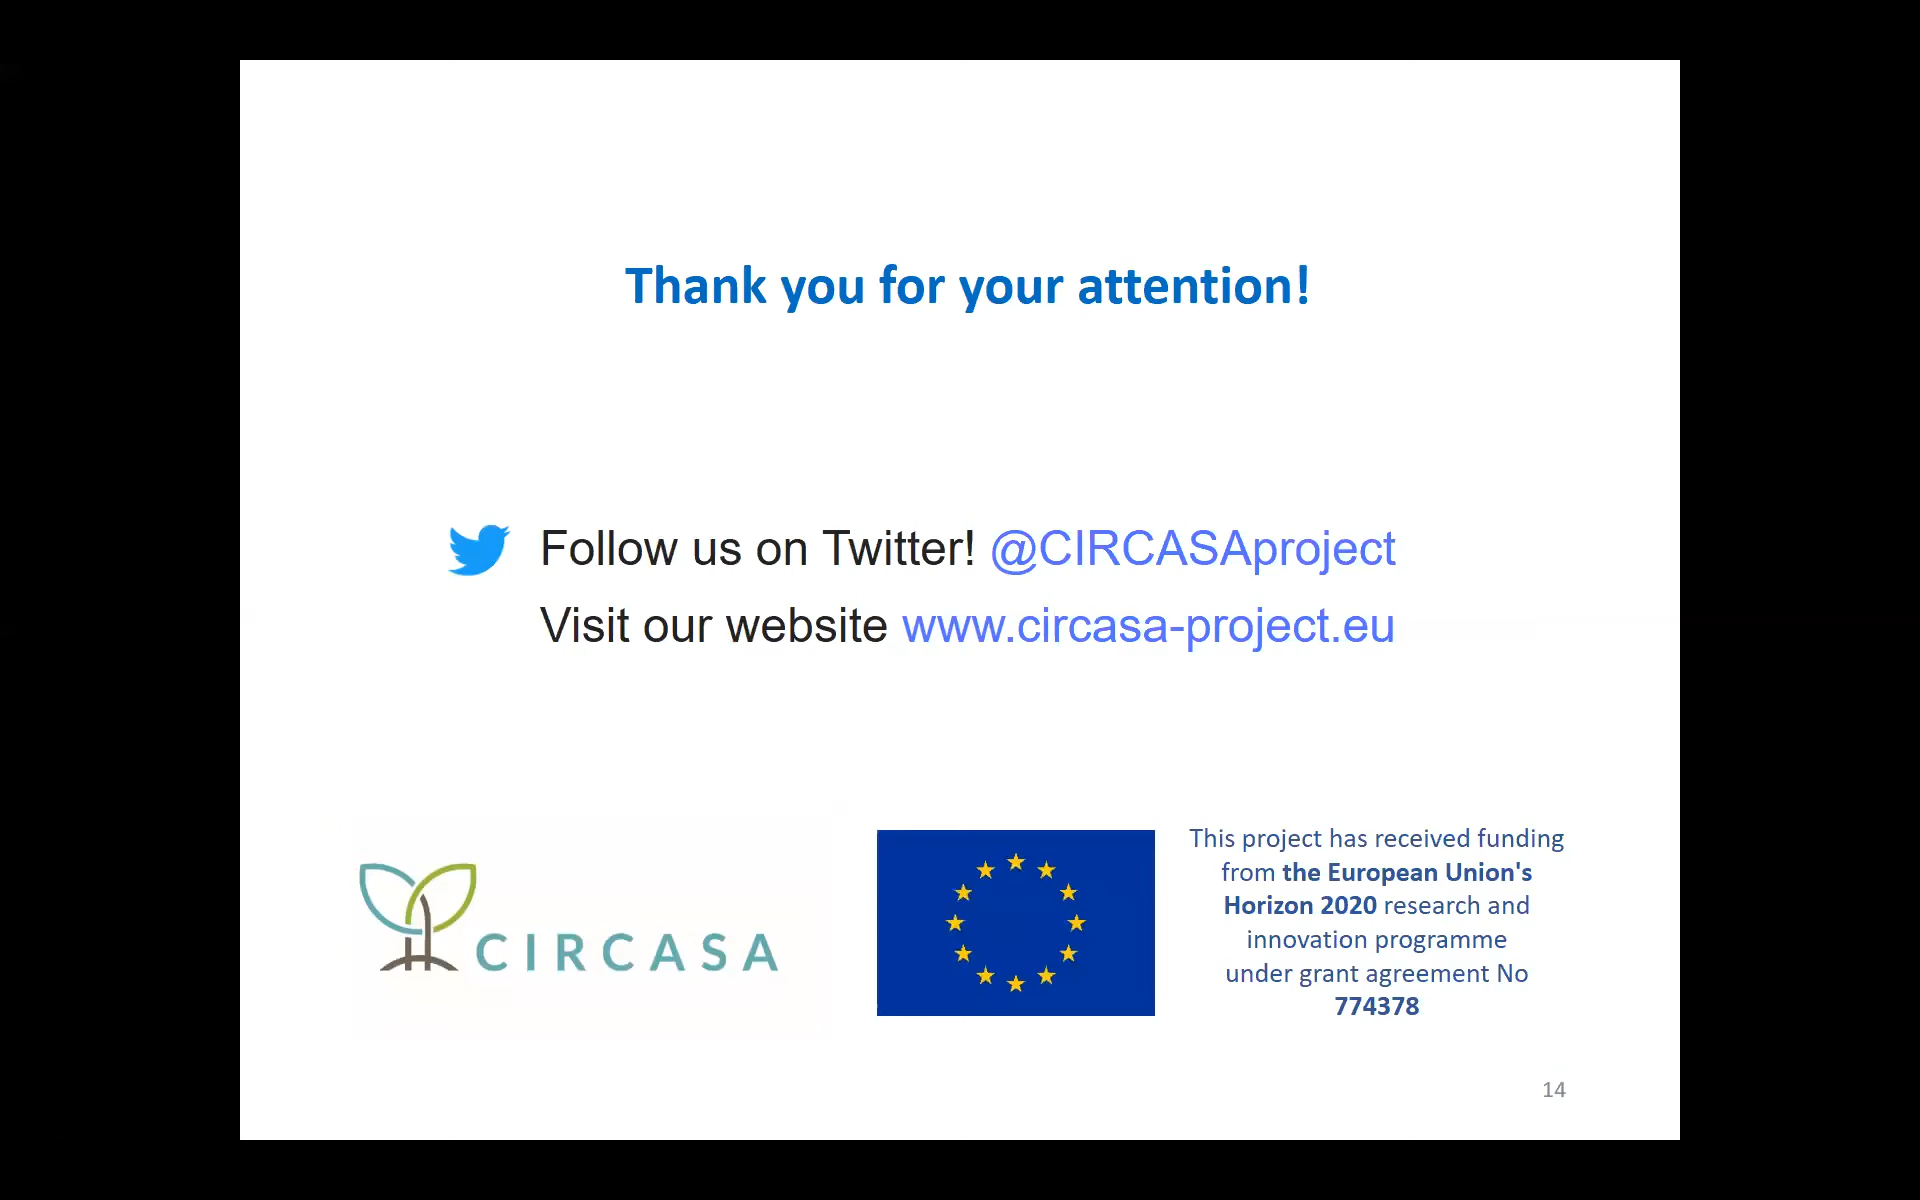 Thank you for your attention!
Follow us on Twitter! @CIRCASAproject
Visit our website www.circasa-project.eu
CIRCASA
This project has received funding
from the European Union's
Horizon 2020 research and
innovation programme
under grant agreement No
774378
14